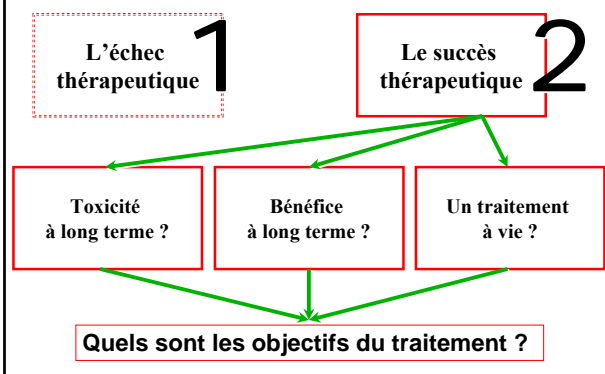 L'échec
thérapeutique
1
Le succès
thérapeutique
2
Toxicité
à long terme ?
Bénéfice
à long terme ?
Un traitement
à vie ?
Quels sont les objectifs du traitement ?